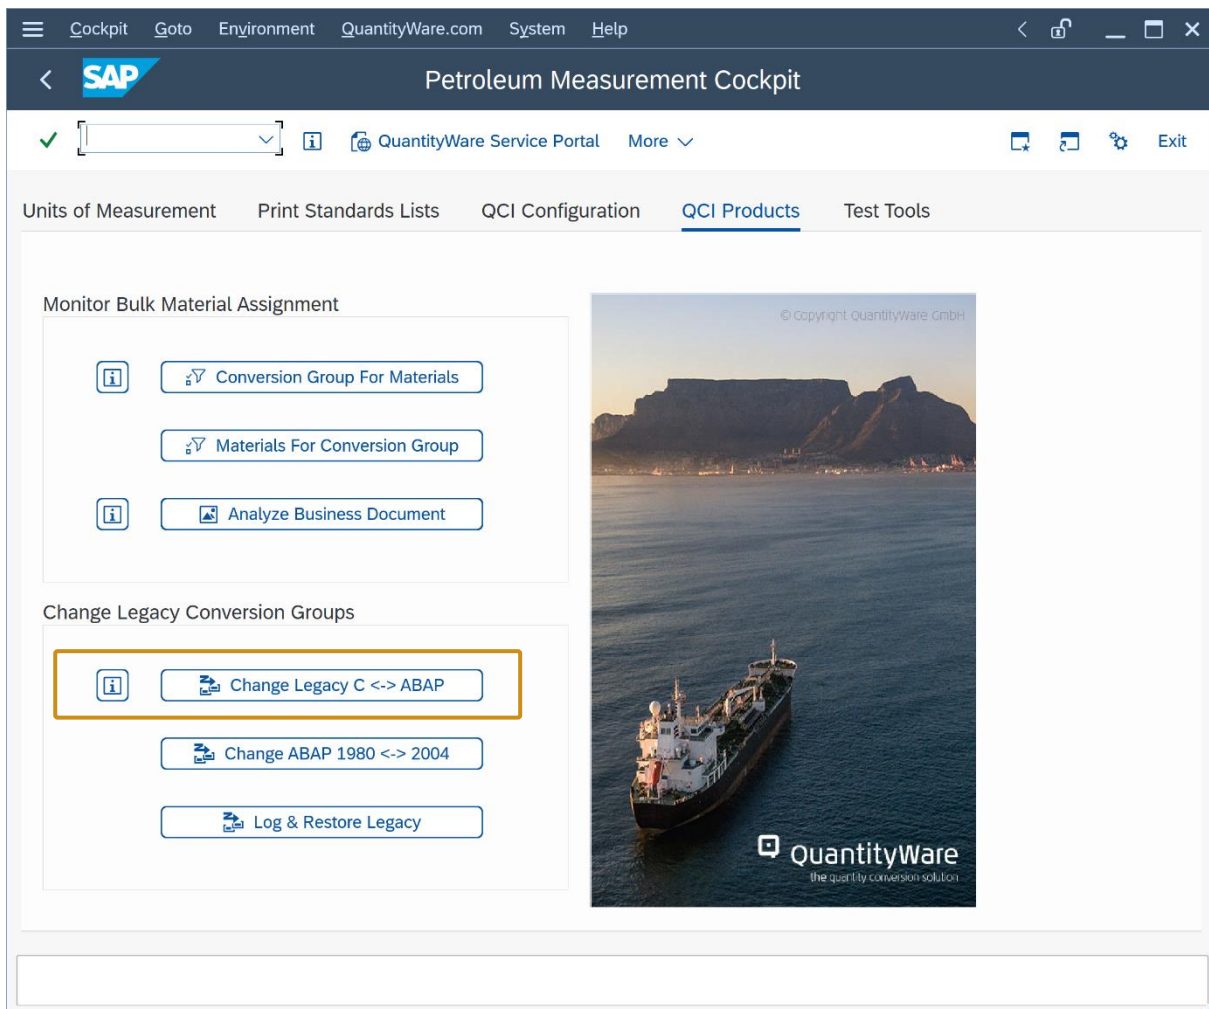 Cockpit Goto Environment QuantityWare.com System Help
SAP Petroleum Measurement Cockpit
QuantityWare Service Portal More Exit
Units of Measurement Print Standards Lists QCI Configuration QCI Products Test Tools
Monitor Bulk Material Assignment
© Copyright QuantityWare GmbH
Conversion Group For Materials
Materials For Conversion Group
Analyze Business Document
Change Legacy Conversion Groups
Change Legacy C <-> ABAP
Change ABAP 1980 <-> 2004
Log & Restore Legacy
QuantityWare
the quantity conversion solution